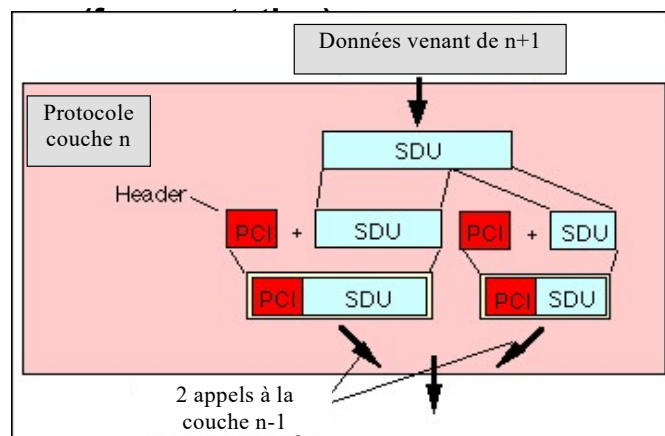 Données venant de n+1
Protocole
couche n
SDU
Header
PCI + SDU PCI + SDU
PCI SDU PCI SDU
2 appels à la
couche n-1